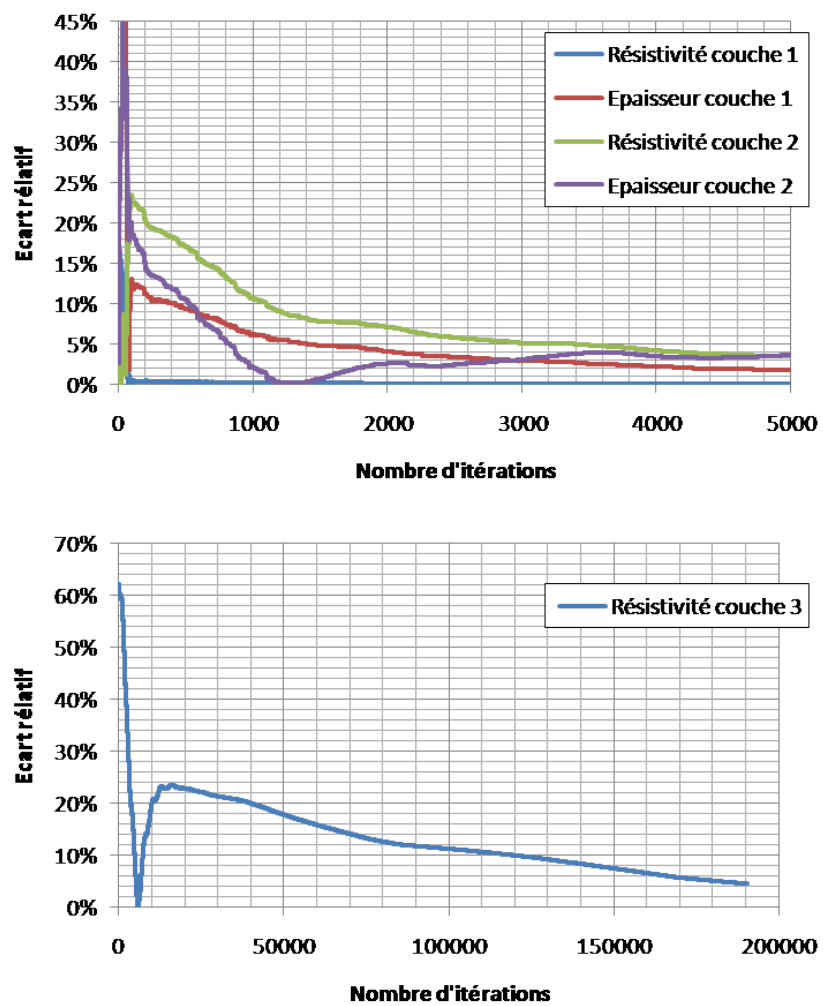 45%
40%
35%
30%
25%
20%
15%
10%
5%
0%
Ecart rélatif
Résistivité couche 1
Epaisseur couche 1
Résistivité couche 2
Epaisseur couche 2
0 1000 2000 3000 4000 5000
Nombre d'itérations
70%
60%
50%
40%
30%
20%
10%
0%
Ecart rélatif
Résistivité couche 3
0 50000 100000 150000 200000
Nombre d'itérations